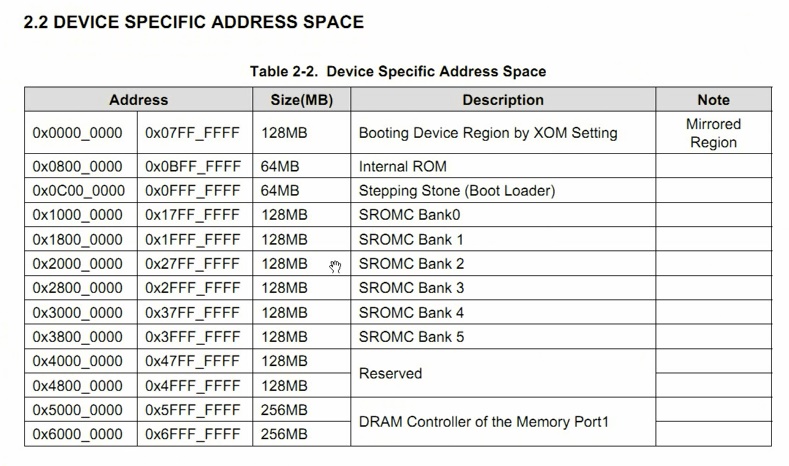 2.2 DEVICE SPECIFIC ADDRESS SPACE
Table 2-2. Device Specific Address Space
Address Size(MB) Description Note
0x0000_0000 0x07FF_FFFF 128MB Booting Device Region by XOM Setting Mirrored Region
0x0800_0000 0x0BFF_FFFF 64MB Internal ROM
0x0C00_0000 0x0FFF_FFFF 64MB Stepping Stone (Boot Loader)
0x1000_0000 0x17FF_FFFF 128MB SROMC Bank0
0x1800_0000 0x1FFF_FFFF 128MB SROMC Bank 1
0x2000_0000 0x27FF_FFFF 128MB SROMC Bank 2
0x2800_0000 0x2FFF_FFFF 128MB SROMC Bank 3
0x3000_0000 0x37FF_FFFF 128MB SROMC Bank 4
0x3800_0000 0x3FFF_FFFF 128MB SROMC Bank 5
0x4000_0000 0x47FF_FFFF 128MB Reserved
0x4800_0000 0x4FFF_FFFF 128MB
0x5000_0000 0x5FFF_FFFF 256MB DRAM Controller of the Memory Port1
0x6000_0000 0x6FFF_FFFF 256MB